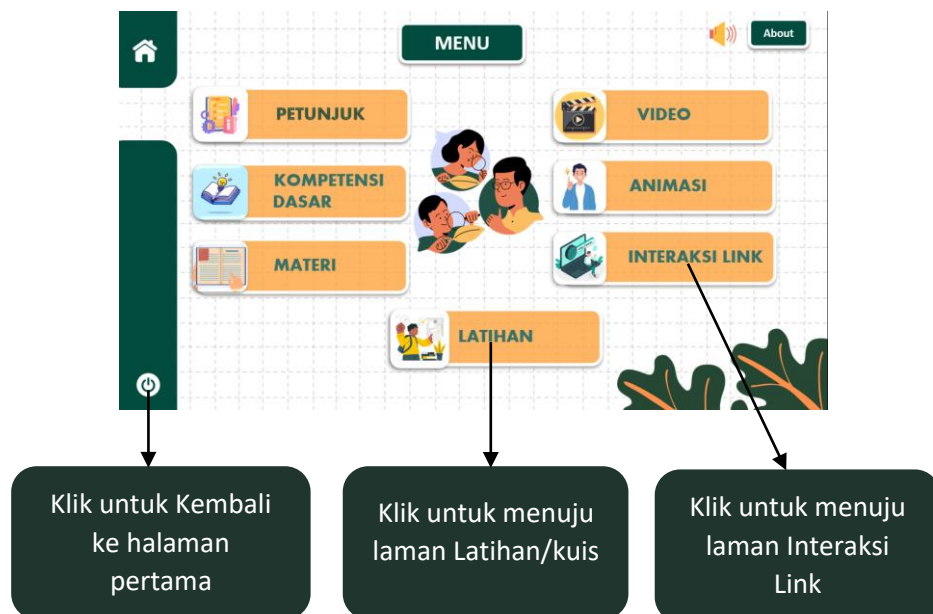 MENU
About
PETUNJUK
VIDEO
KOMPETENSI
DASAR
ANIMASI
MATERI
INTERAKSI LINK
LATIHAN
Klik untuk Kembali
ke halaman
pertama
Klik untuk menuju
laman Latihan/kuis
Klik untuk menuju
laman Interaksi
Link